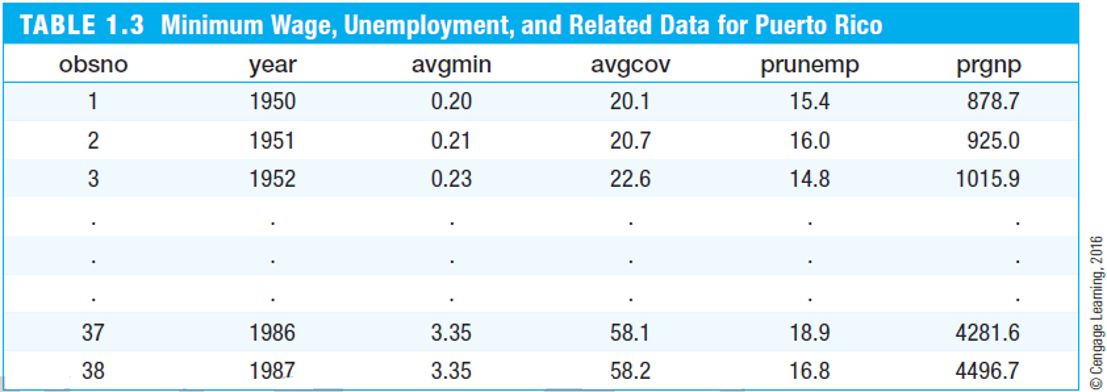 TABLE 1.3 Minimum Wage, Unemployment, and Related Data for Puerto Rico
obsno year avgmin avgcov prunemp prgnp
1 1950 0.20 20.1 15.4 878.7
2 1951 0.21 20.7 16.0 925.0
3 1952 0.23 22.6 14.8 1015.9
. . . . . .
. . . . . .
. . . . . .
37 1986 3.35 58.1 18.9 4281.6
38 1987 3.35 58.2 16.8 4496.7
© Cengage Learning, 2016